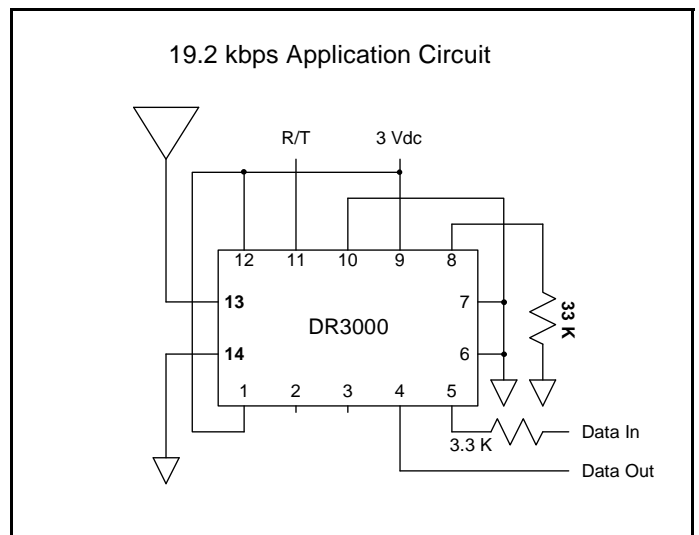 19.2 kbps Application Circuit
R/T 3 Vdc
12 11 10 9 8
13
7
33 K
DR3000
14
6
1 2 3 4 5
3.3 K Data In
Data Out